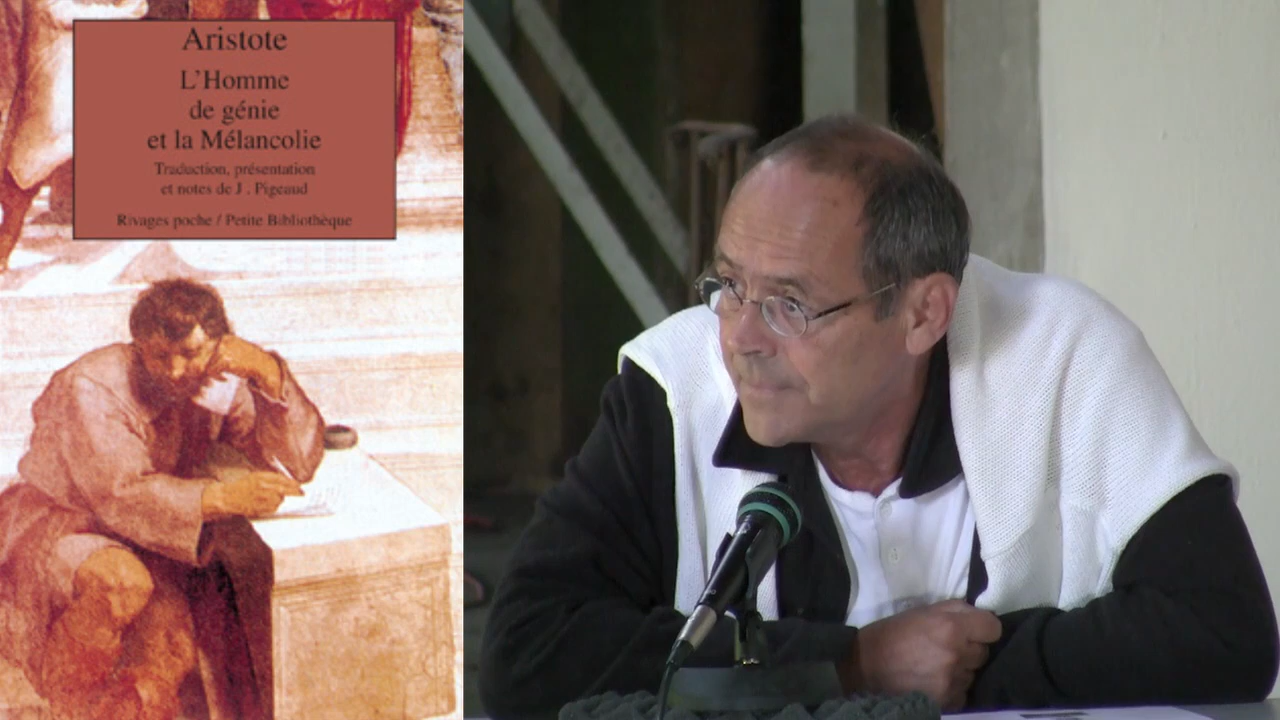 Aristote
L'Homme
de génie
et la Mélancolie
Traduction, présentation
et notes de J . Pigeaud
Rivages poche / Petite Bibliothèque